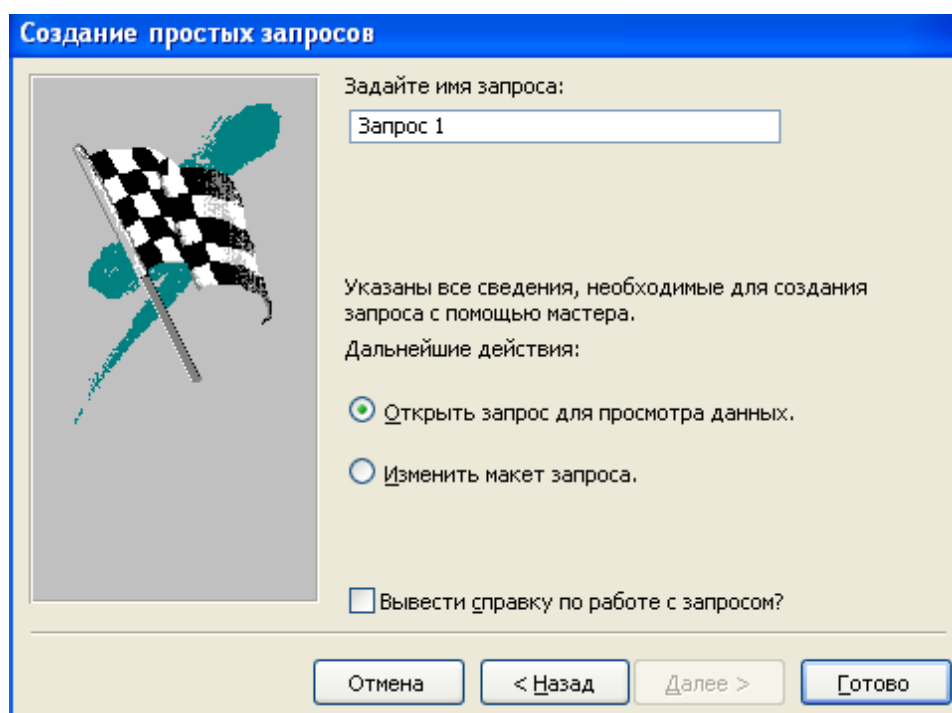 Создание простых запросов
Задайте имя запроса:
Запрос 1
Указаны все сведения, необходимые для создания
запроса с помощью мастера.
Дальнейшие действия:
Открыть запрос для просмотра данных.
Изменить макет запроса.
Вывести справку по работе с запросом?
Отмена
< Назад
Далее >
Готово